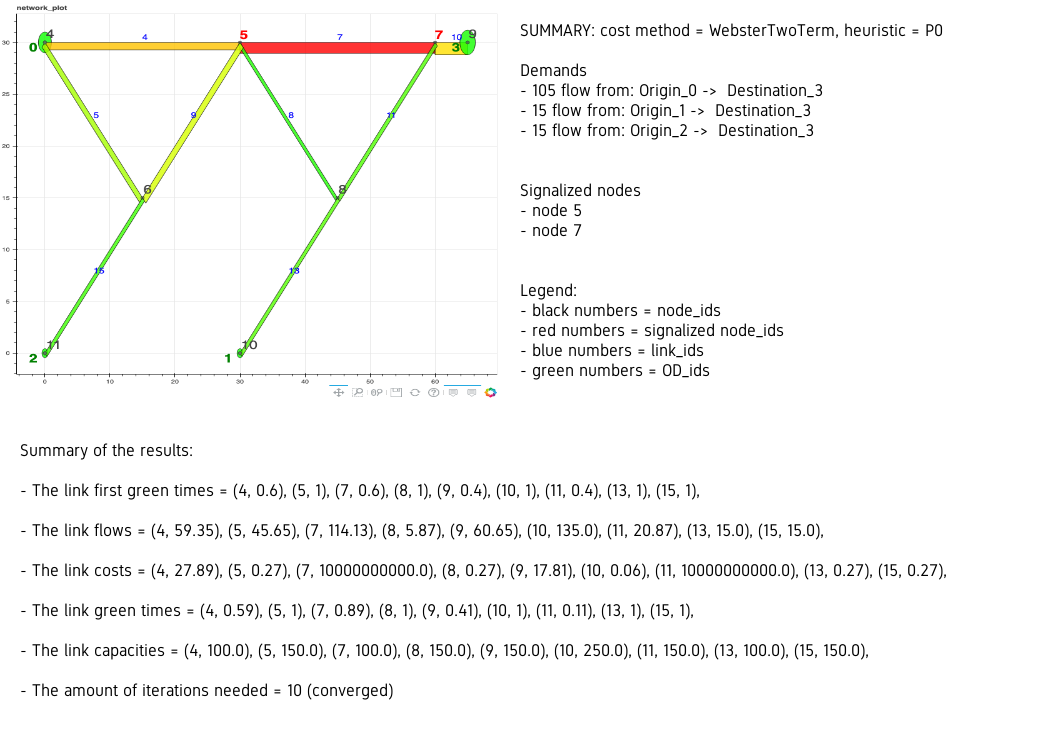 network_plot
SUMMARY: cost method = WebsterTwoTerm, heuristic = P0
Demands
- 105 flow from: Origin_0 -> Destination_3
- 15 flow from: Origin_1 -> Destination_3
- 15 flow from: Origin_2 -> Destination_3
Signalized nodes
- node 5
- node 7
Legend:
- black numbers = node_ids
- red numbers = signalized node_ids
- blue numbers = link_ids
- green numbers = OD_ids
30
25
20
15
10
5
0
0 10 20 30 40 50 60
4 5 7 9
0 4 7 10 3
5 9 8 11
6 8
15 13
11 10
2 1
Summary of the results:
- The link first green times = (4, 0.6), (5, 1), (7, 0.6), (8, 1), (9, 0.4), (10, 1), (11, 0.4), (13, 1), (15, 1),
- The link flows = (4, 59.35), (5, 45.65), (7, 114.13), (8, 5.87), (9, 60.65), (10, 135.0), (11, 20.87), (13, 15.0), (15, 15.0),
- The link costs = (4, 27.89), (5, 0.27), (7, 10000000000.0), (8, 0.27), (9, 17.81), (10, 0.06), (11, 10000000000.0), (13, 0.27), (15, 0.27),
- The link green times = (4, 0.59), (5, 1), (7, 0.89), (8, 1), (9, 0.41), (10, 1), (11, 0.11), (13, 1), (15, 1),
- The link capacities = (4, 100.0), (5, 150.0), (7, 100.0), (8, 150.0), (9, 150.0), (10, 250.0), (11, 150.0), (13, 100.0), (15, 150.0),
- The amount of iterations needed = 10 (converged)